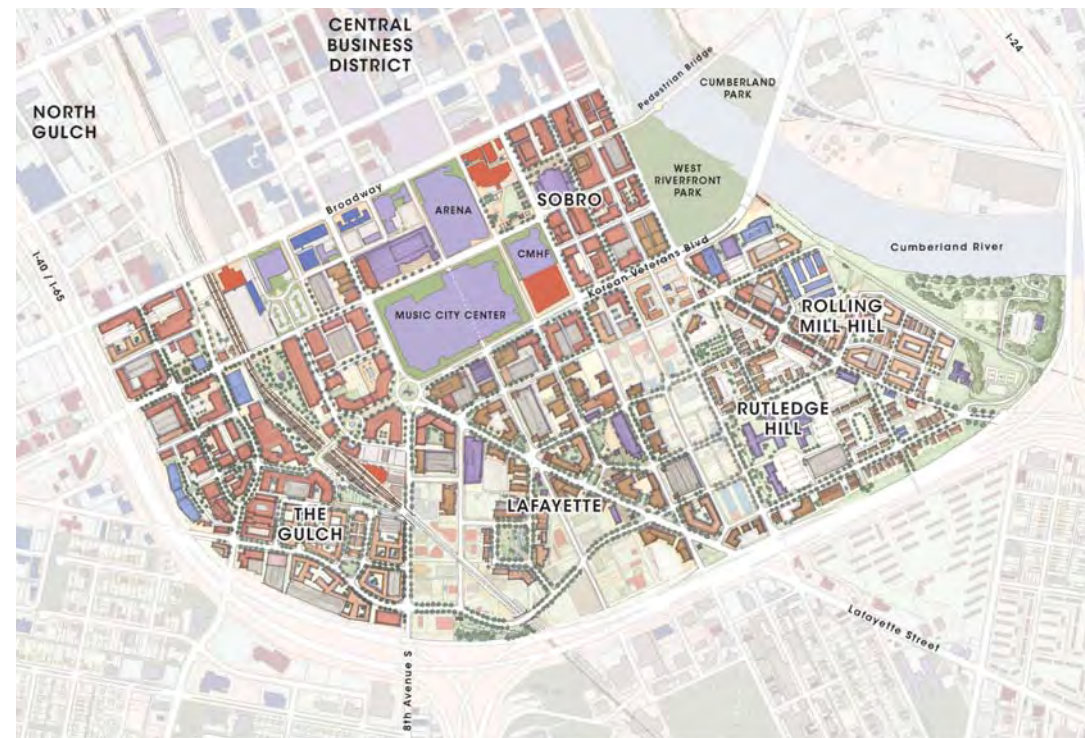 CENTRAL
BUSINESS
DISTRICT
I-24
NORTH
GULCH
Pedestrian Bridge
CUMBERLAND
PARK
WEST
RIVERFRONT
PARK
Broadway
ARENA
SOBRO
CMHF
Korean Veterans Blvd
Cumberland River
I-40 / I-65
MUSIC CITY CENTER
ROLLING
MILL HILL
RUTLEDGE
HILL
LAFAYETTE
THE
GULCH
Lafayette Street
8th Avenue S